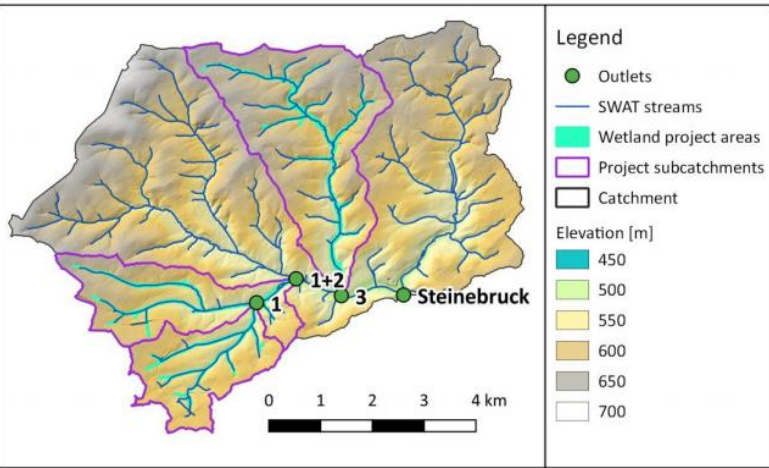 1+2
1
3
Steinebruck
0 1 2 3 4 km
Legend
Outlets
SWAT streams
Wetland project areas
Project subcatchments
Catchment
Elevation [m]
450
500
550
600
650
700